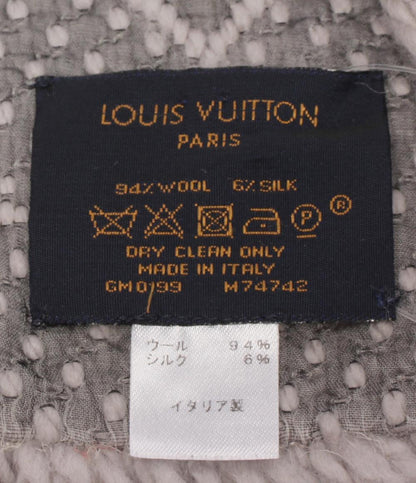 LOUIS VUITTON
PARIS
94% WOOL 6% SILK
P ®
DRY CLEAN ONLY
MADE IN ITALY
GM0199 M74742
ウール 94%
シルク 6%
イタリア製